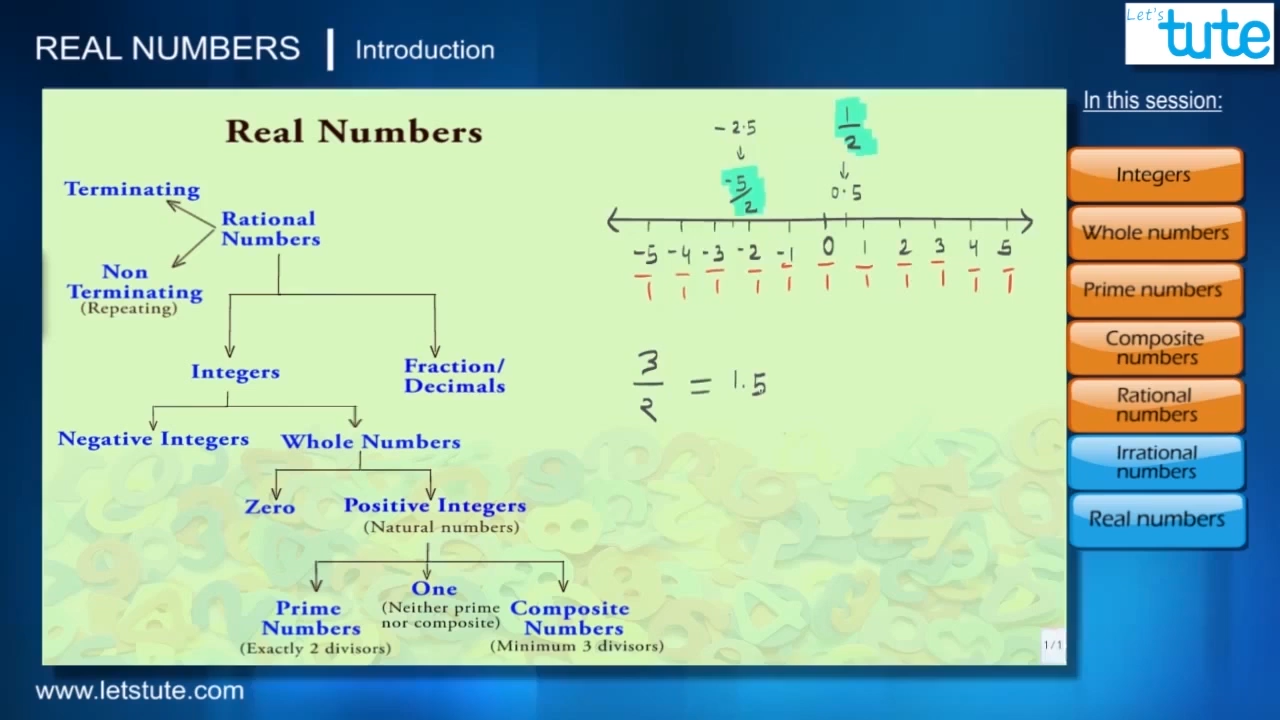 REAL NUMBERS | Introduction
Let's
tute
In this session:
Integers
Whole numbers
Prime numbers
Composite
numbers
Rational
numbers
Irrational
numbers
Real numbers
Real Numbers
Terminating
Rational
Numbers
Non
Terminating
(Repeating)
Integers
Fraction/
Decimals
Negative Integers
Whole Numbers
Zero
Positive Integers
(Natural numbers)
Prime
Numbers
(Exactly 2 divisors)
One
(Neither prime
nor composite)
Composite
Numbers
(Minimum 3 divisors)
-2.5
-5/2
1/2
0.5
-5 -4 -3 -2 -1 0 1 2 3 4 5
1 1 1 1 1 1 1 1 1 1 1
3/2 = 1.5
1/1
www.letstute.com